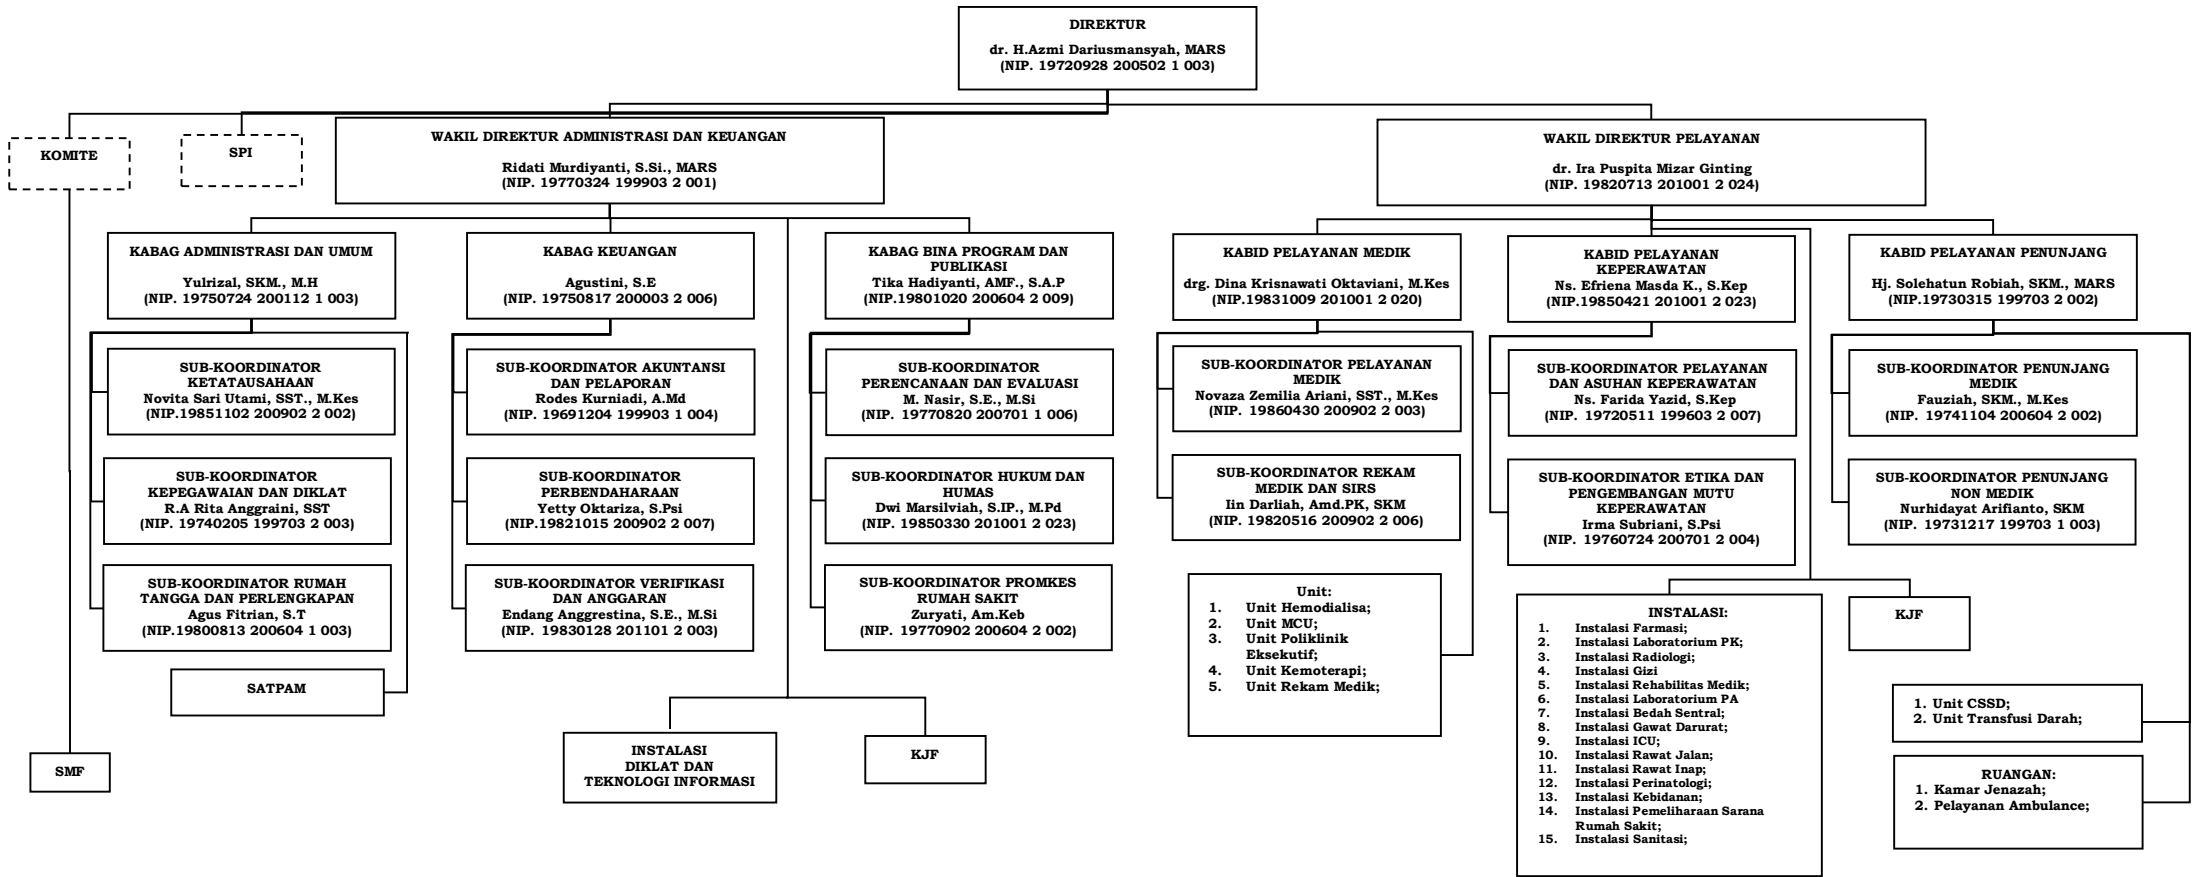 DIREKTUR
dr. H.Azmi Dariusmansyah, MARS
(NIP. 19720928 200502 1 003)
KOMITE
SPI
WAKIL DIREKTUR ADMINISTRASI DAN KEUANGAN
Ridati Murdiyanti, S.Si., MARS
(NIP. 19770324 199903 2 001)
WAKIL DIREKTUR PELAYANAN
dr. Ira Puspita Mizar Ginting
(NIP. 19820713 201001 2 024)
KABAG ADMINISTRASI DAN UMUM
Yulrizal, SKM., M.H
(NIP. 19750724 200112 1 003)
KABAG KEUANGAN
Agustini, S.E
(NIP. 19750817 200003 2 006)
KABAG BINA PROGRAM DAN
PUBLIKASI
Tika Hadiyanti, AMF., S.A.P
(NIP.19801020 200604 2 009)
KABID PELAYANAN MEDIK
drg. Dina Krisnawati Oktaviani, M.Kes
(NIP.19831009 201001 2 020)
KABID PELAYANAN
KEPERAWATAN
Ns. Efriena Masda K., S.Kep
(NIP.19850421 201001 2 023)
KABID PELAYANAN PENUNJANG
Hj. Solehatun Robiah, SKM., MARS
(NIP.19730315 199703 2 002)
SUB-KOORDINATOR
KETATAUSAHAAN
Novita Sari Utami, SST., M.Kes
(NIP.19851102 200902 2 002)
SUB-KOORDINATOR AKUNTANSI
DAN PELAPORAN
Rodes Kurniadi, A.Md
(NIP. 19691204 199903 1 004)
SUB-KOORDINATOR
PERENCANAAN DAN EVALUASI
M. Nasir, S.E., M.Si
(NIP. 19770820 200701 1 006)
SUB-KOORDINATOR PELAYANAN
MEDIK
Novaza Zemilia Ariani, SST., M.Kes
(NIP. 19860430 200902 2 003)
SUB-KOORDINATOR PELAYANAN
DAN ASUHAN KEPERAWATAN
Ns. Farida Yazid, S.Kep
(NIP. 19720511 199603 2 007)
SUB-KOORDINATOR PENUNJANG
MEDIK
Fauziah, SKM., M.Kes
(NIP. 19741104 200604 2 002)
SUB-KOORDINATOR
KEPEGAWAIAN DAN DIKLAT
R.A Rita Anggraini, SST
(NIP. 19740205 199703 2 003)
SUB-KOORDINATOR
PERBENDAHARAAN
Yetty Oktariza, S.Psi
(NIP.19821015 200902 2 007)
SUB-KOORDINATOR HUKUM DAN
HUMAS
Dwi Marsilviah, S.IP., M.Pd
(NIP. 19850330 201001 2 023)
SUB-KOORDINATOR REKAM
MEDIK DAN SIRS
Iin Darliah, Amd.PK, SKM
(NIP. 19820516 200902 2 006)
SUB-KOORDINATOR ETIKA DAN
PENGEMBANGAN MUTU
KEPERAWATAN
Irma Subriani, S.Psi
(NIP. 19760724 200701 2 004)
SUB-KOORDINATOR PENUNJANG
NON MEDIK
Nurhidayat Arifianto, SKM
(NIP. 19731217 199703 1 003)
SUB-KOORDINATOR RUMAH
TANGGA DAN PERLENGKAPAN
Agus Fitrian, S.T
(NIP.19800813 200604 1 003)
SUB-KOORDINATOR VERIFIKASI
DAN ANGGARAN
Endang Anggrestina, S.E., M.Si
(NIP. 19830128 201101 2 003)
SUB-KOORDINATOR PROMKES
RUMAH SAKIT
Zuryati, Am.Keb
(NIP. 19770902 200604 2 002)
Unit:
1. Unit Hemodialisa;
2. Unit MCU;
3. Unit Poliklinik
Eksekutif;
4. Unit Kemoterapi;
5. Unit Rekam Medik;
INSTALASI:
1. Instalasi Farmasi;
2. Instalasi Laboratorium PK;
3. Instalasi Radiologi;
4. Instalasi Gizi
5. Instalasi Rehabilitas Medik;
6. Instalasi Laboratorium PA
7. Instalasi Bedah Sentral;
8. Instalasi Gawat Darurat;
9. Instalasi ICU;
10. Instalasi Rawat Jalan;
11. Instalasi Rawat Inap;
12. Instalasi Perinatologi;
13. Instalasi Kebidanan;
14. Instalasi Pemeliharaan Sarana
Rumah Sakit;
15. Instalasi Sanitasi;
KJF
SATPAM
1. Unit CSSD;
2. Unit Transfusi Darah;
SMF
INSTALASI
DIKLAT DAN
TEKNOLOGI INFORMASI
KJF
RUANGAN:
1. Kamar Jenazah;
2. Pelayanan Ambulance;